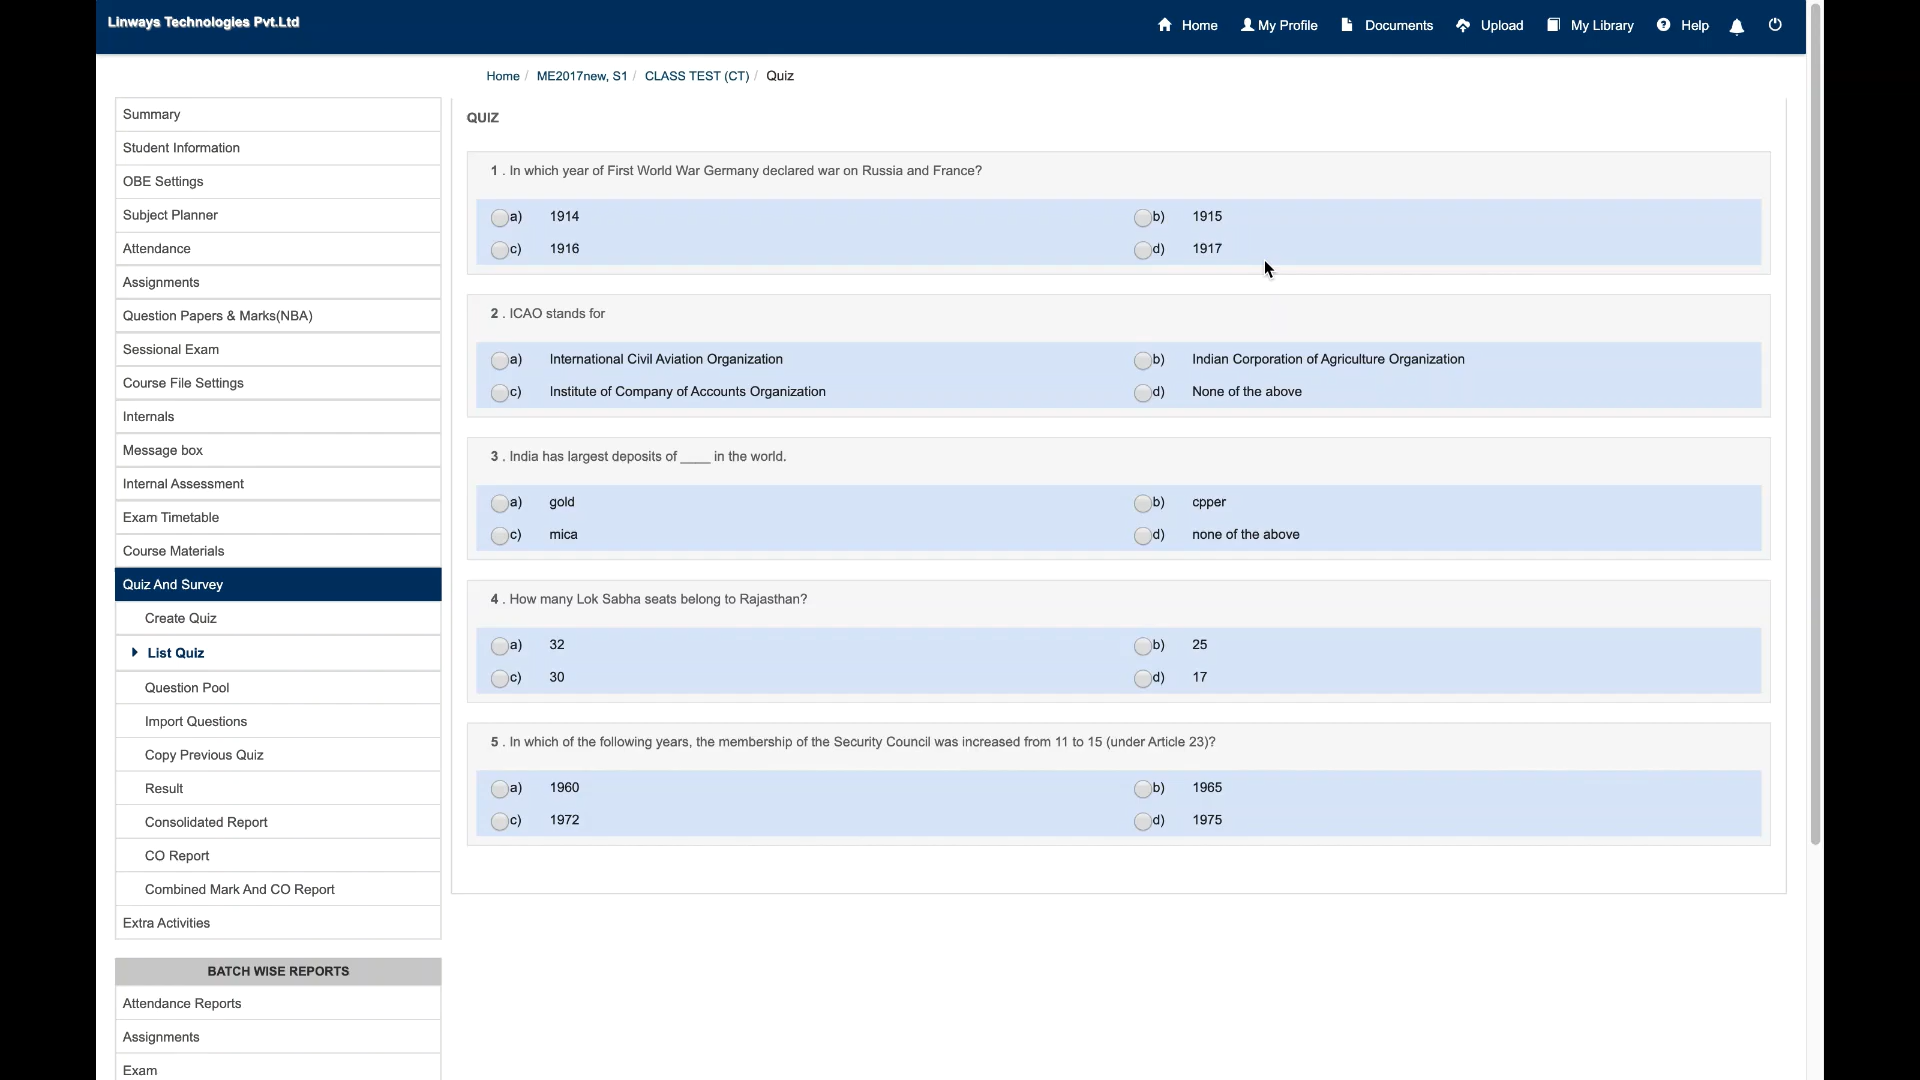 Linways Technologies Pvt.Ltd
Home My Profile Documents Upload My Library Help
Home / ME2017new, S1 / CLASS TEST (CT) / Quiz
Summary
Student Information
OBE Settings
Subject Planner
Attendance
Assignments
Question Papers & Marks(NBA)
Sessional Exam
Course File Settings
Internals
Message box
Internal Assessment
Exam Timetable
Course Materials
Quiz And Survey
Create Quiz
List Quiz
Question Pool
Import Questions
Copy Previous Quiz
Result
Consolidated Report
CO Report
Combined Mark And CO Report
Extra Activities
BATCH WISE REPORTS
Attendance Reports
Assignments
Exam
QUIZ
1 . In which year of First World War Germany declared war on Russia and France?
a) 1914 b) 1915
c) 1916 d) 1917
2 . ICAO stands for
a) International Civil Aviation Organization b) Indian Corporation of Agriculture Organization
c) Institute of Company of Accounts Organization d) None of the above
3 . India has largest deposits of ____ in the world.
a) gold b) cpper
c) mica d) none of the above
4 . How many Lok Sabha seats belong to Rajasthan?
a) 32 b) 25
c) 30 d) 17
5 . In which of the following years, the membership of the Security Council was increased from 11 to 15 (under Article 23)?
a) 1960 b) 1965
c) 1972 d) 1975